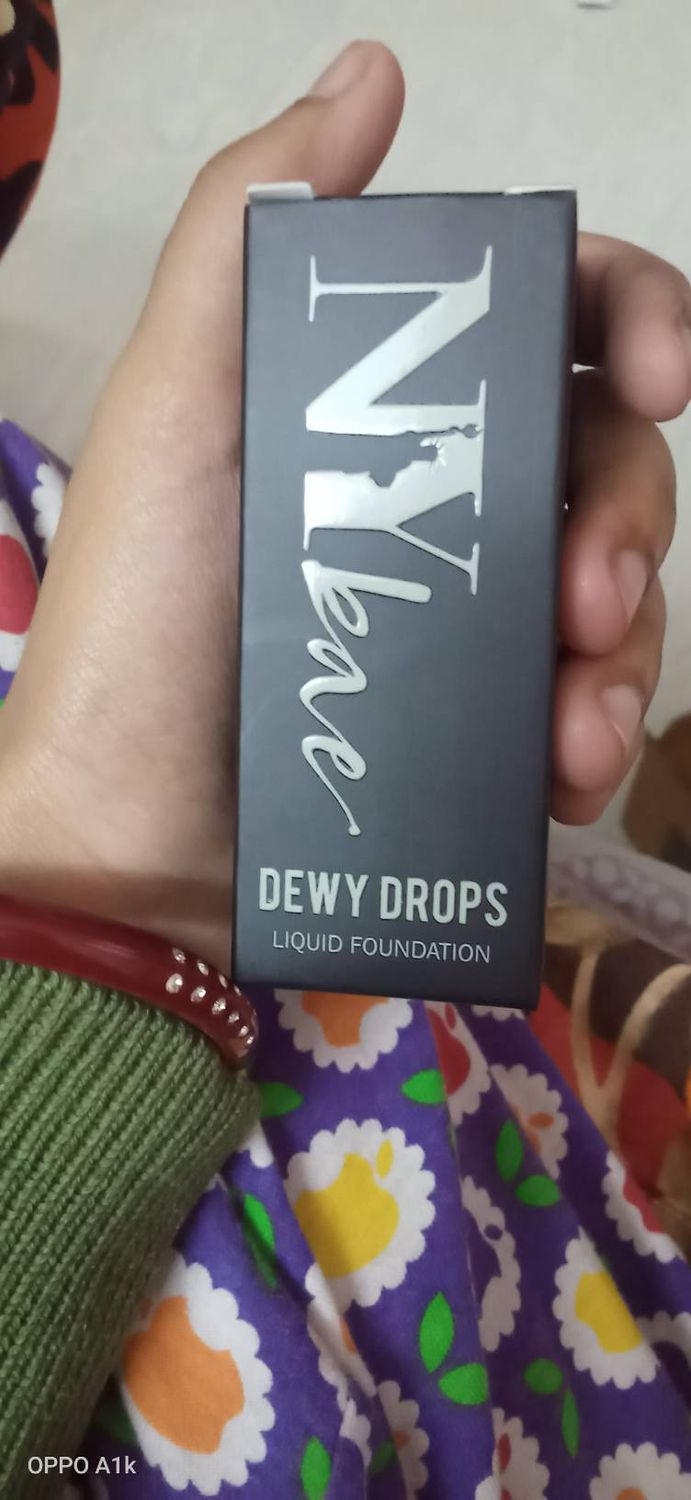 NY
bae
DEWY DROPS
LIQUID FOUNDATION
OPPO A1k